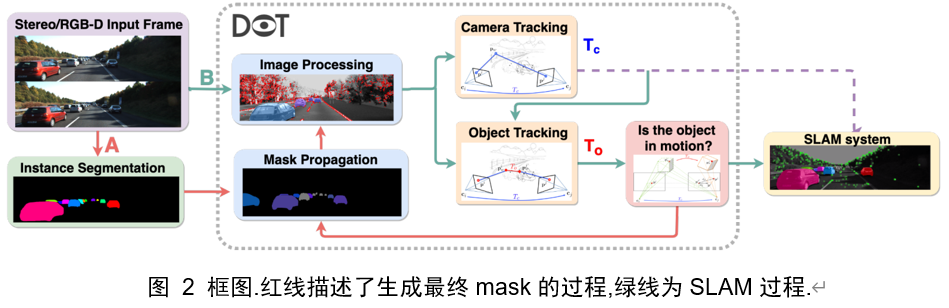 Stereo/RGB-D Input Frame
DOT
Camera Tracking
Tc
B
Image Processing
A
Instance Segmentation
Mask Propagation
Object Tracking
To
Is the object
in motion?
SLAM system
图 2 框图.红线描述了生成最终 mask 的过程,绿线为 SLAM 过程.↵